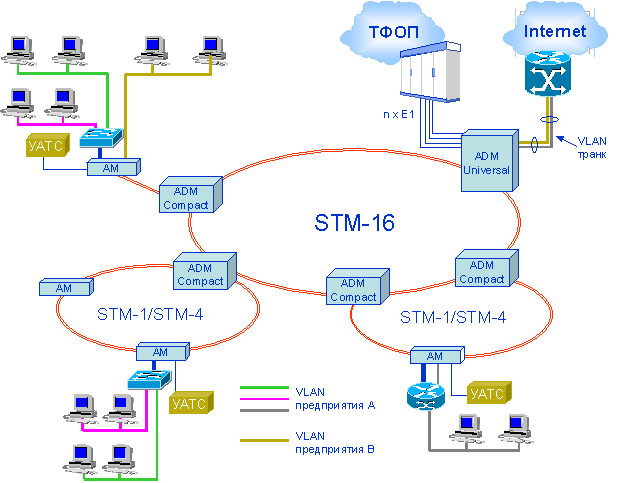 ТФОП
Internet
n x E1
VLAN
транк
УАТС
AM
ADM
Universal
ADM
Compact
STM-16
ADM
Compact
ADM
Compact
ADM
Compact
AM
STM-1/STM-4
STM-1/STM-4
AM
AM
УАТС
УАТС
VLAN
предприятия А
VLAN
предприятия В